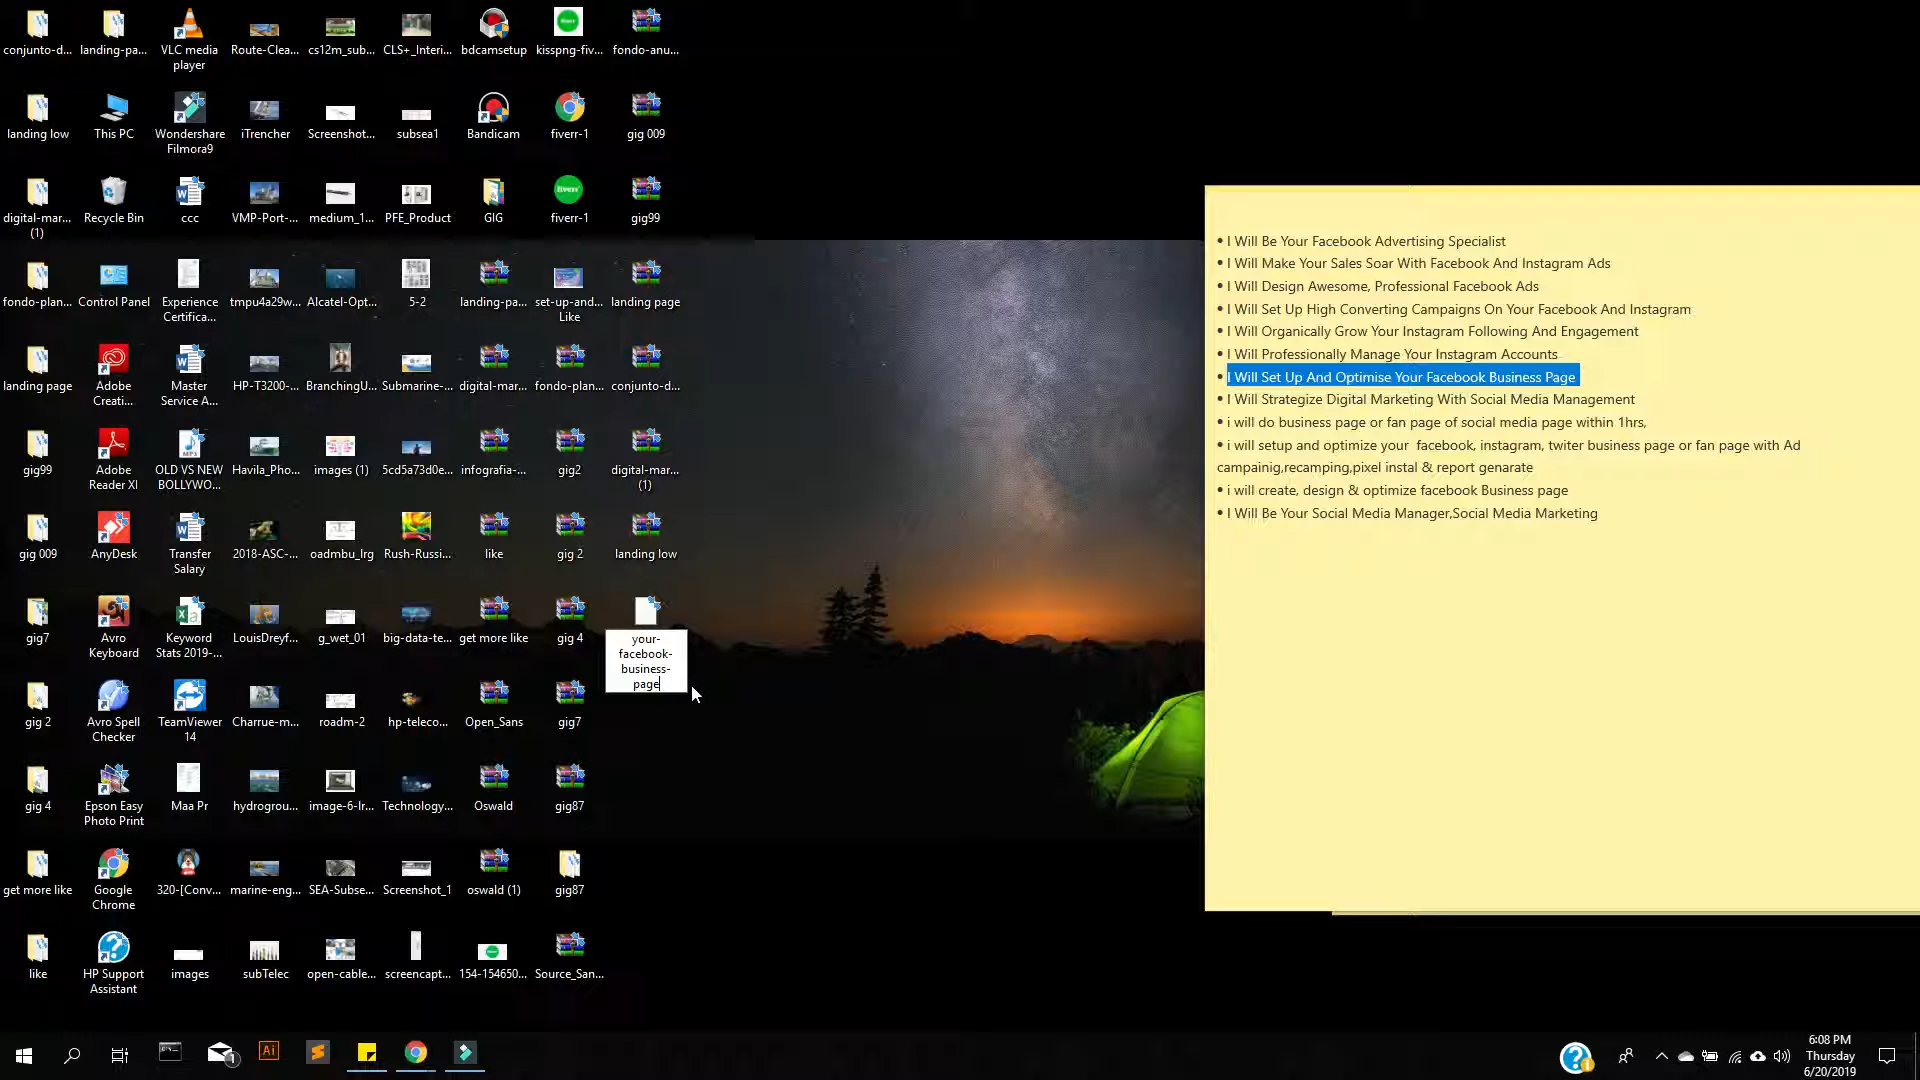 conjunto-d...
landing-pa...
VLC media
player
Route-Clea...
cs12m_sub...
CLS+_Interi...
bdcamsetup
kisspng-fiv...
fondo-anu...
landing low
This PC
Wondershare
Filmora9
iTrencher
Screenshot...
subsea1
Bandicam
fiverr-1
gig 009
digital-mar...
(1)
Recycle Bin
ccc
VMP-Port-...
medium_1...
PFE_Product
GIG
fiverr-1
gig99
fondo-plan...
Control Panel
Experience
Certifica...
tmpu4a29w...
Alcatel-Opt...
5-2
landing-pa...
set-up-and...
Like
landing page
landing page
Adobe
Creati...
Master
Service A...
HP-T3200-...
BranchingU...
Submarine-...
digital-mar...
fondo-plan...
conjunto-d...
gig99
Adobe
Reader XI
OLD VS NEW
BOLLYWO...
Havila_Pho...
images (1)
5cd5a73d0e...
infografia-...
gig2
digital-mar...
(1)
gig 009
AnyDesk
Transfer
Salary
2018-ASC-...
oadmbu_lrg
Rush-Russi...
like
gig 2
landing low
gig7
Avro
Keyboard
Keyword
Stats 2019-...
LouisDreyf...
g_wet_01
big-data-te...
get more like
gig 4
your-
facebook-
business-
page
gig 2
Avro Spell
Checker
TeamViewer
14
Charrue-m...
roadm-2
hp-teleco...
Open_Sans
gig7
gig 4
Epson Easy
Photo Print
Maa Pr
hydrogrou...
image-6-lr...
Technology...
Oswald
gig87
get more like
Google
Chrome
320-[Conv...
marine-eng...
SEA-Subse...
Screenshot_1
oswald (1)
gig87
like
HP Support
Assistant
images
subTelec
open-cable...
screencapt...
154-154650...
Source_San...
• I Will Be Your Facebook Advertising Specialist
• I Will Make Your Sales Soar With Facebook And Instagram Ads
• I Will Design Awesome, Professional Facebook Ads
• I Will Set Up High Converting Campaigns On Your Facebook And Instagram
• I Will Organically Grow Your Instagram Following And Engagement
• I Will Professionally Manage Your Instagram Accounts
• I Will Set Up And Optimise Your Facebook Business Page
• I Will Strategize Digital Marketing With Social Media Management
• i will do business page or fan page of social media page within 1hrs,
• i will setup and optimize your  facebook, instagram, twiter business page or fan page with Ad
campainig,recamping,pixel instal & report genarate
• i will create, design & optimize facebook Business page
• I Will Be Your Social Media Manager,Social Media Marketing
1
Ai
6:08 PM
Thursday
6/20/2019